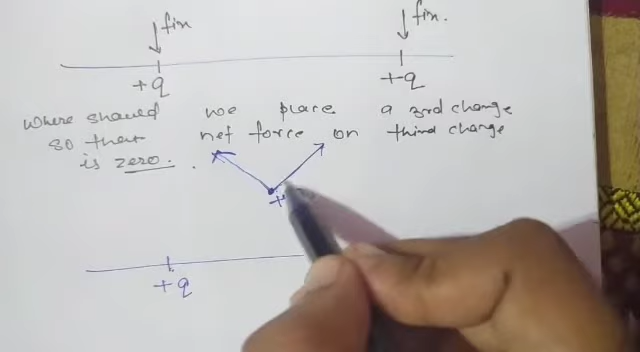 fix fix.
+q +q
where should we place a 3rd charge
so that net force on third charge
is zero.
+
+q